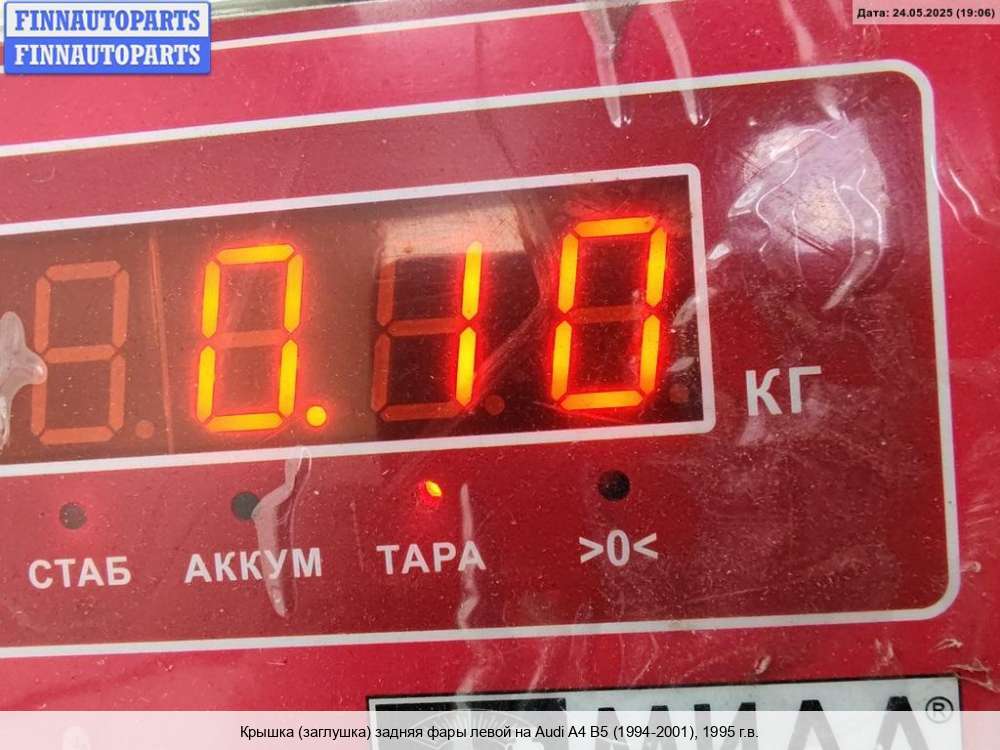 FINNAUTOPARTS
FINNAUTOPARTS
Дата: 24.05.2025 (19:06)
0.10
КГ
СТАБ АККУМ ТАРА >0<
®
Крышка (заглушка) задняя фары левой на Audi A4 B5 (1994-2001), 1995 г.в.